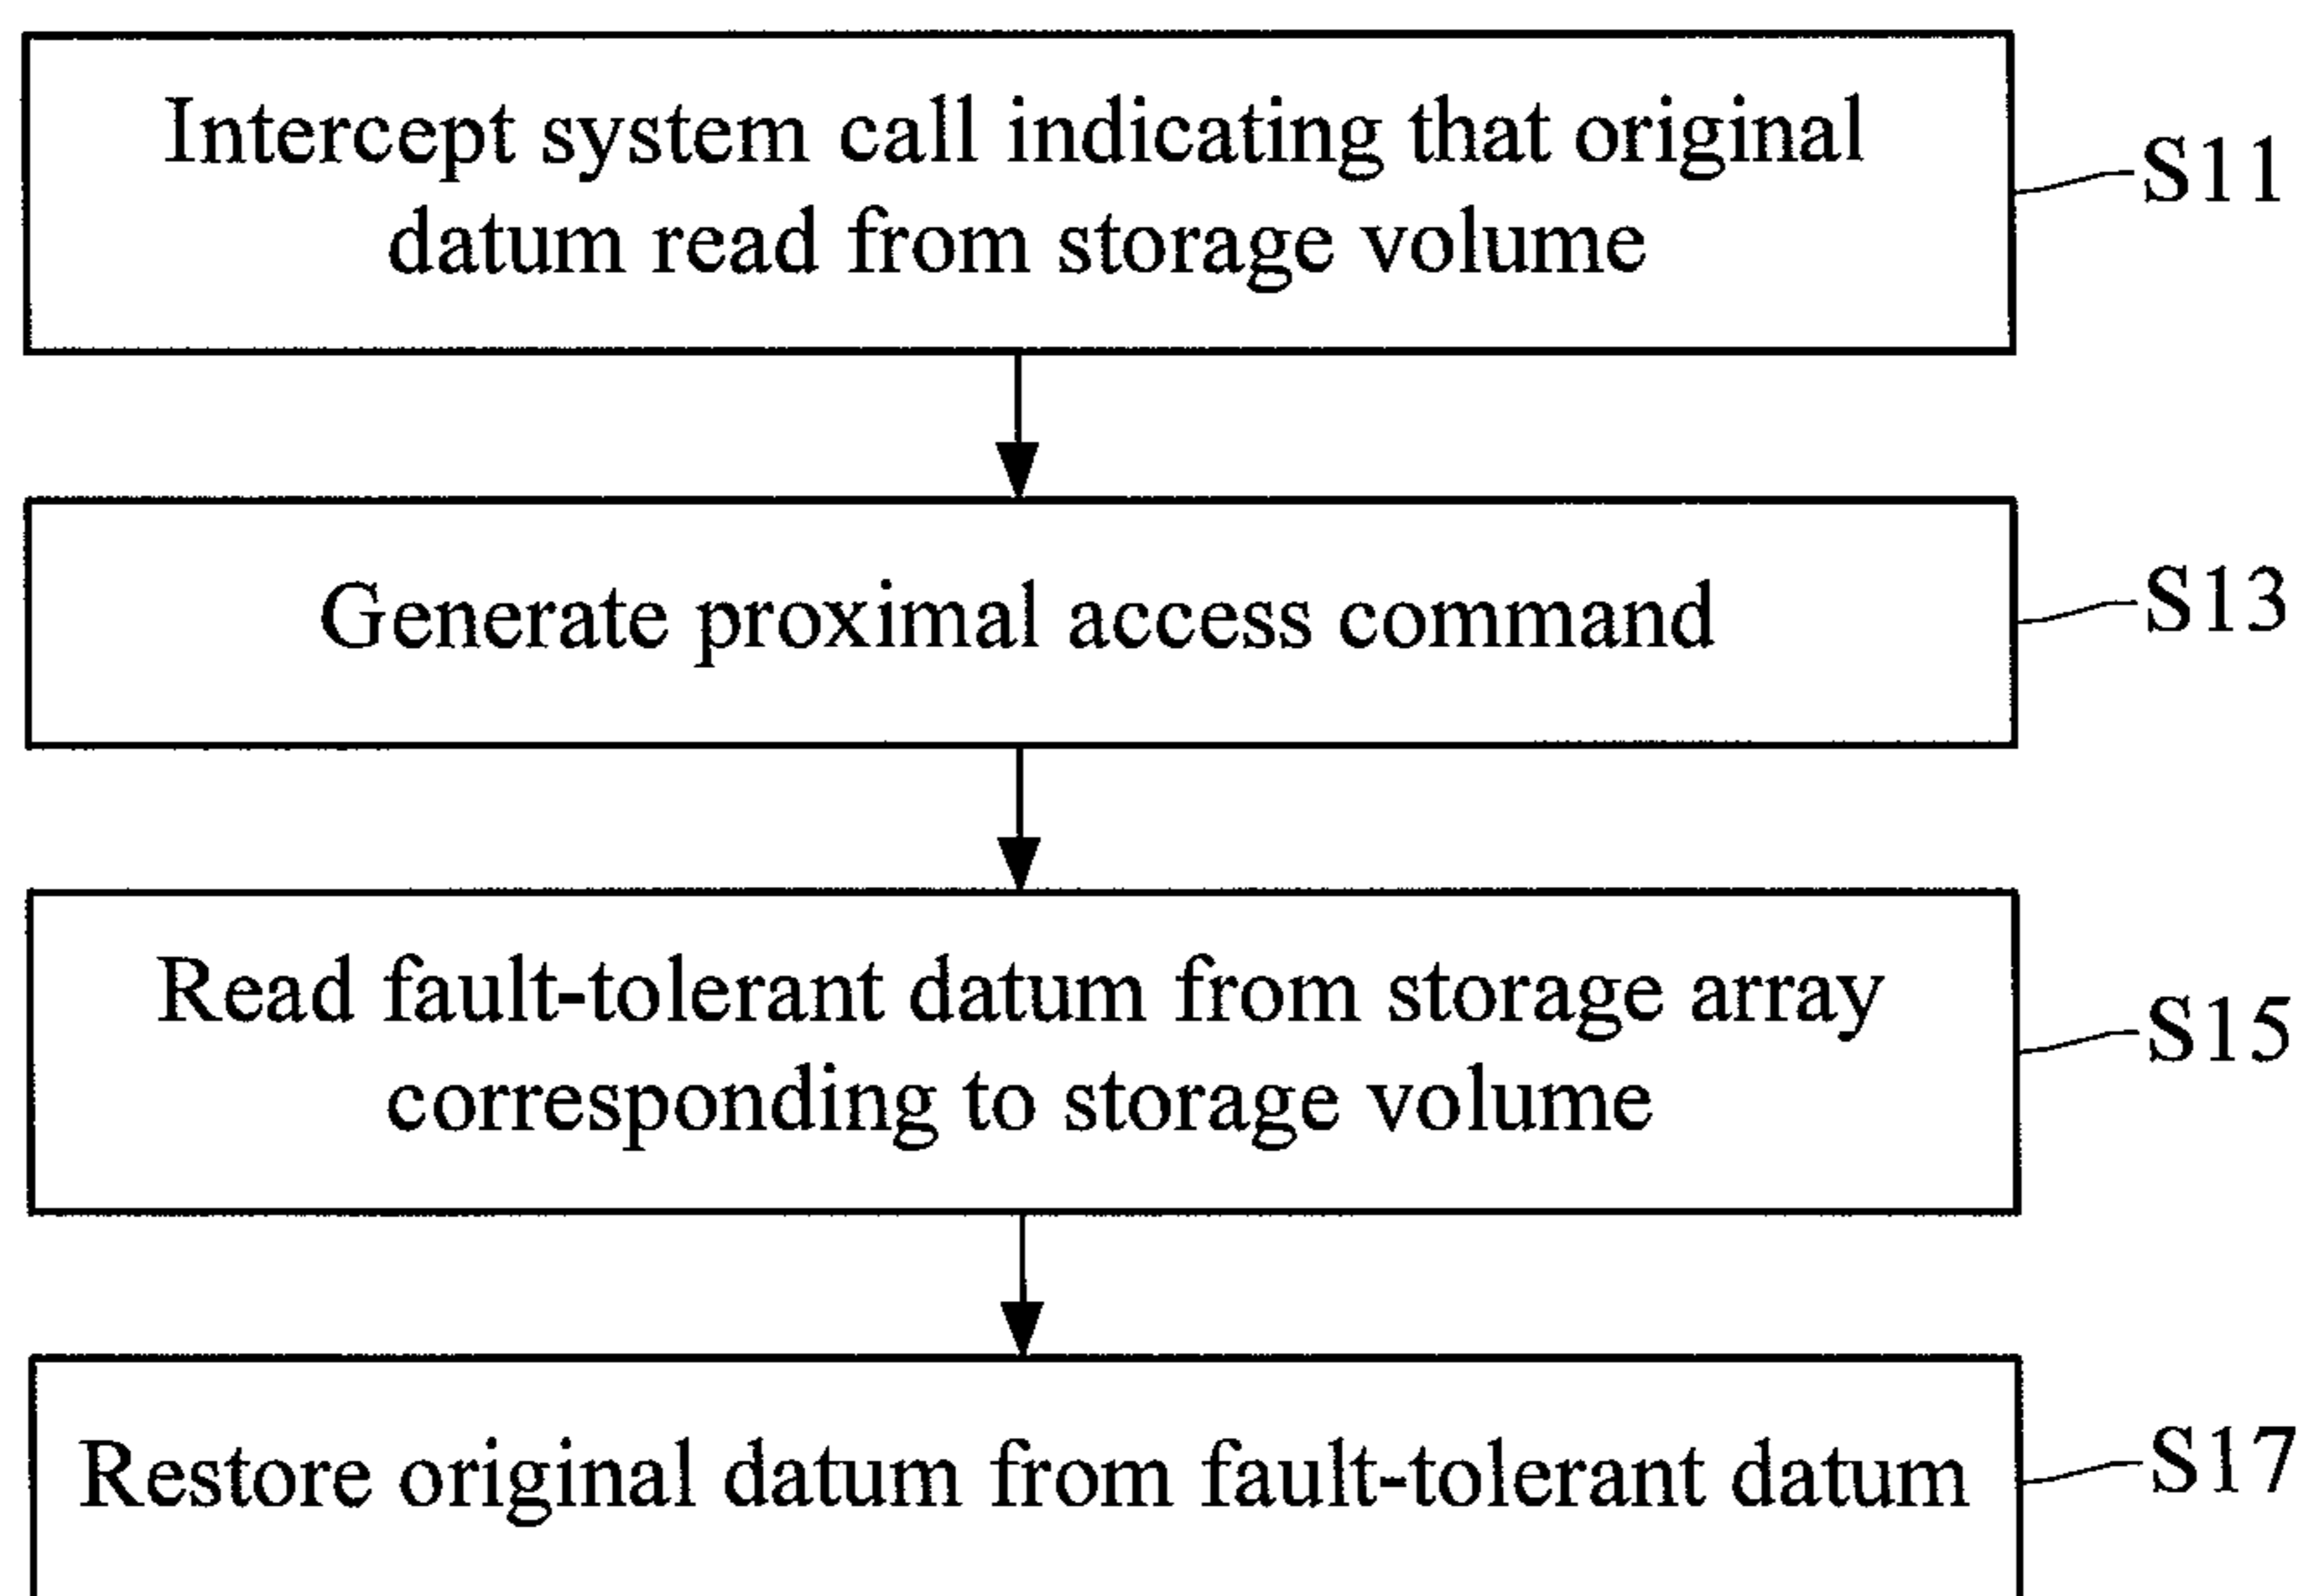 Intercept system call indicating that original
datum read from storage volume
S11
Generate proximal access command
S13
Read fault-tolerant datum from storage array
corresponding to storage volume
S15
Restore original datum from fault-tolerant datum
S17